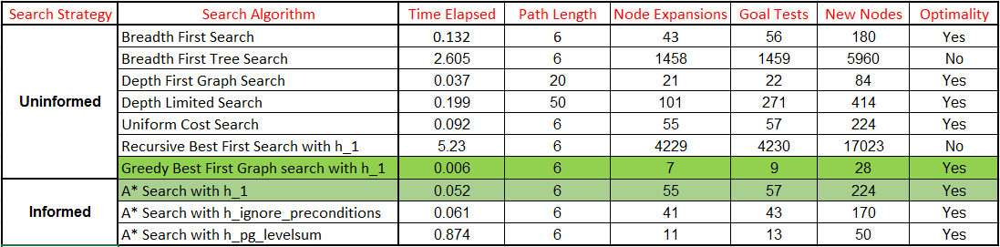 Search Strategy Search Algorithm Time Elapsed Path Length Node Expansions Goal Tests New Nodes Optimality
Uninformed
Breadth First Search 0.132 6 43 56 180 Yes
Breadth First Tree Search 2.605 6 1458 1459 5960 No
Depth First Graph Search 0.037 20 21 22 84 Yes
Depth Limited Search 0.199 50 101 271 414 Yes
Uniform Cost Search 0.092 6 55 57 224 Yes
Recursive Best First Search with h_1 5.23 6 4229 4230 17023 No
Greedy Best First Graph search with h_1 0.006 6 7 9 28 Yes
Informed
A* Search with h_1 0.052 6 55 57 224 Yes
A* Search with h_ignore_preconditions 0.061 6 41 43 170 Yes
A* Search with h_pg_levelsum 0.874 6 11 13 50 Yes